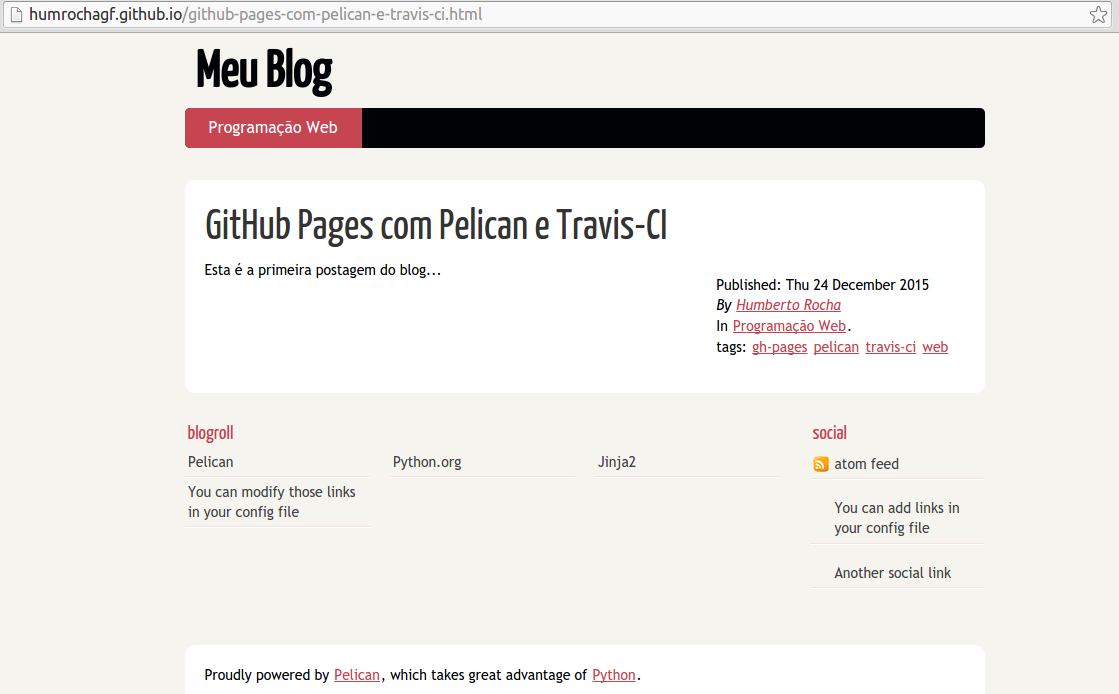 humrochagf.github.io/github-pages-com-pelican-e-travis-ci.html
Meu Blog
Programação Web
GitHub Pages com Pelican e Travis-CI
Esta é a primeira postagem do blog...
Published: Thu 24 December 2015
By Humberto Rocha
In Programação Web.
tags: gh-pages pelican travis-ci web
blogroll
Pelican
Python.org
Jinja2
You can modify those links
in your config file
social
atom feed
You can add links in
your config file
Another social link
Proudly powered by Pelican, which takes great advantage of Python.